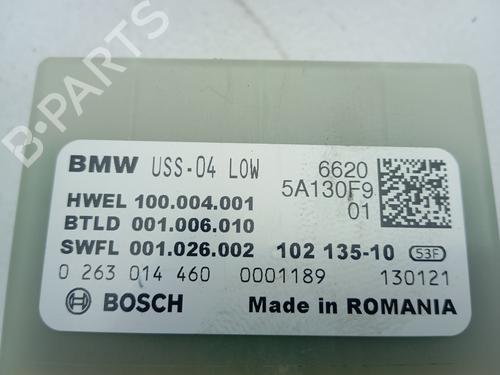 BMW USS-04 LOW 6620
5A130F9
01
HWEL 100.004.001
BTLD 001.006.010
SWFL 001.026.002 102 135-10 S3F
0 263 014 460 0001189 130121
BOSCH Made in ROMANIA
B-PARTS